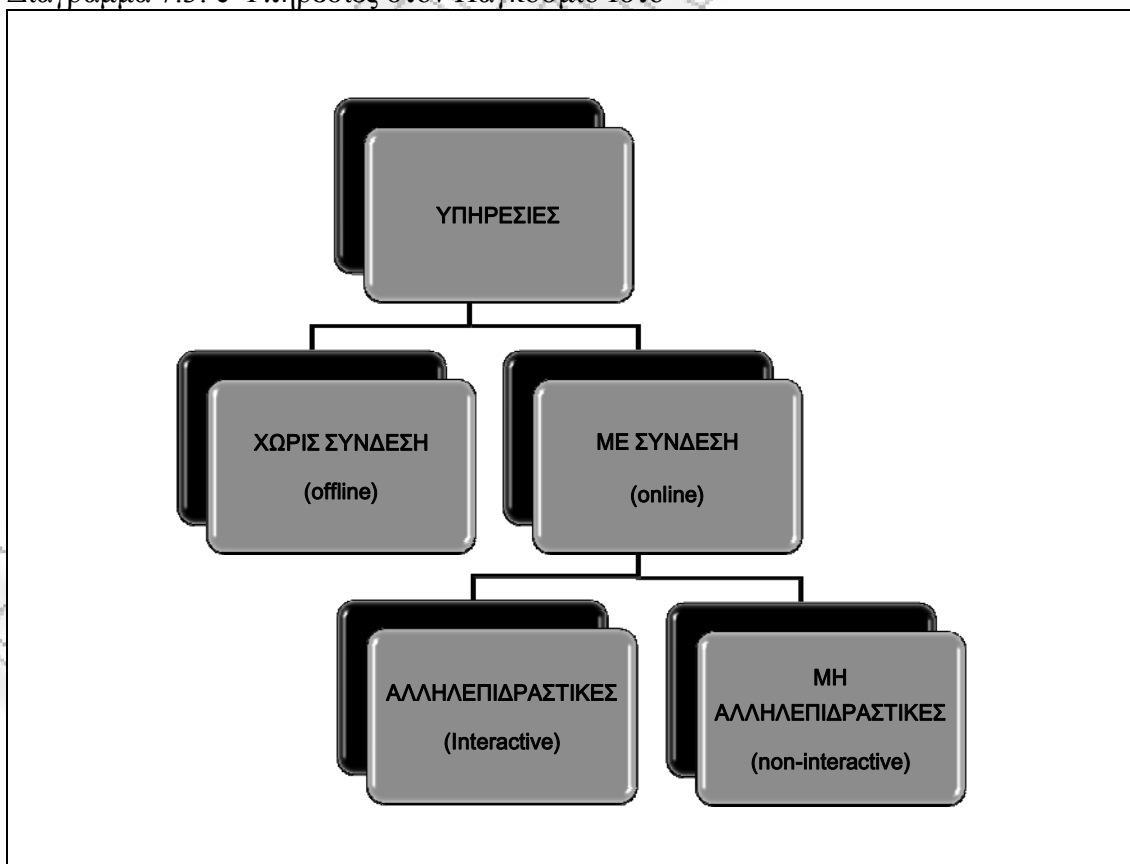 ΥΠΗΡΕΣΙΕΣ
ΧΩΡΙΣ ΣΥΝΔΕΣΗ
(offline)
ΜΕ ΣΥΝΔΕΣΗ
(online)
ΑΛΛΗΛΕΠΙΔΡΑΣΤΙΚΕΣ
(Interactive)
ΜΗ
ΑΛΛΗΛΕΠΙΔΡΑΣΤΙΚΕΣ
(non-interactive)